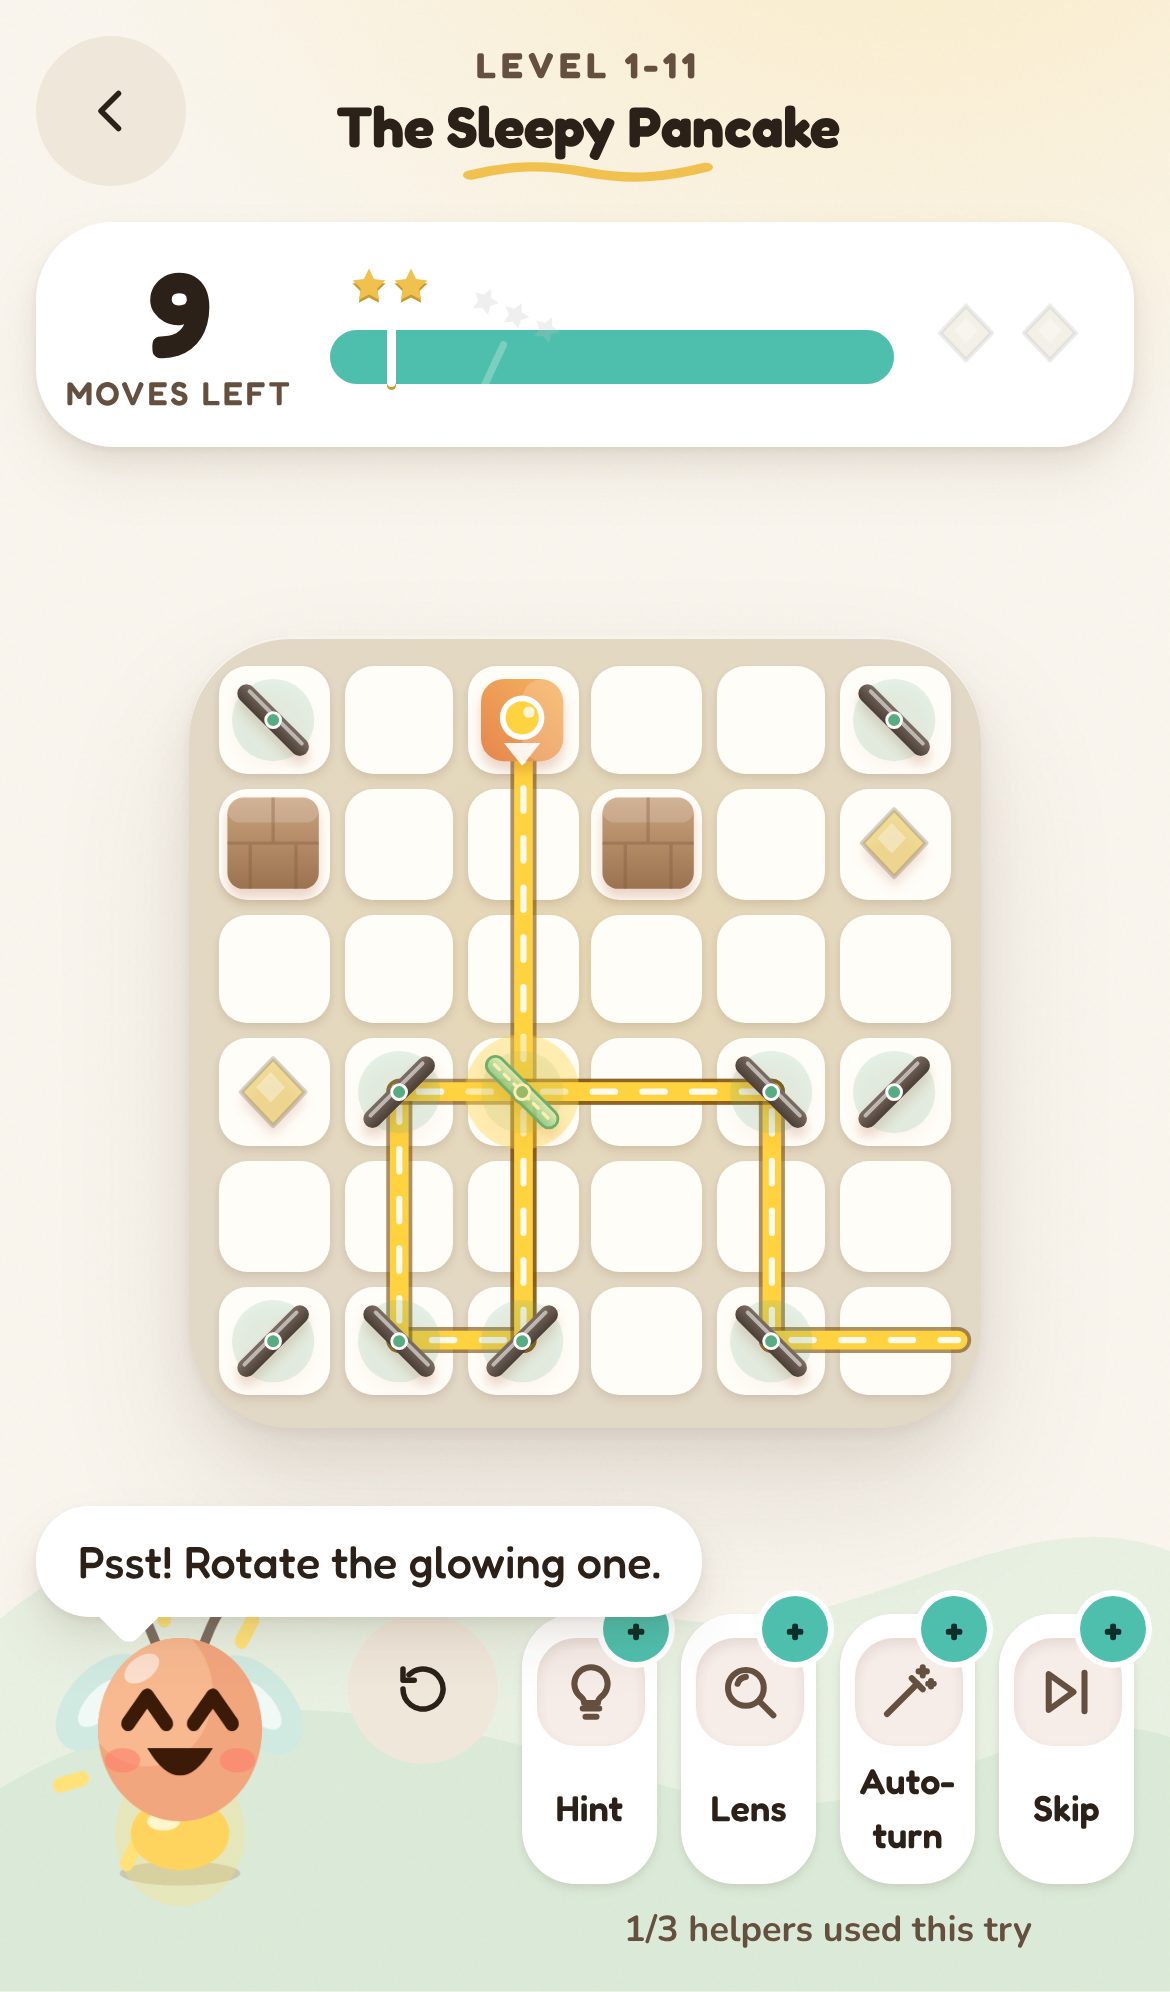 LEVEL 1-11
The Sleepy Pancake
9
MOVES LEFT
Psst! Rotate the glowing one.
Hint
Lens
Auto-
turn
Skip
1/3 helpers used this try